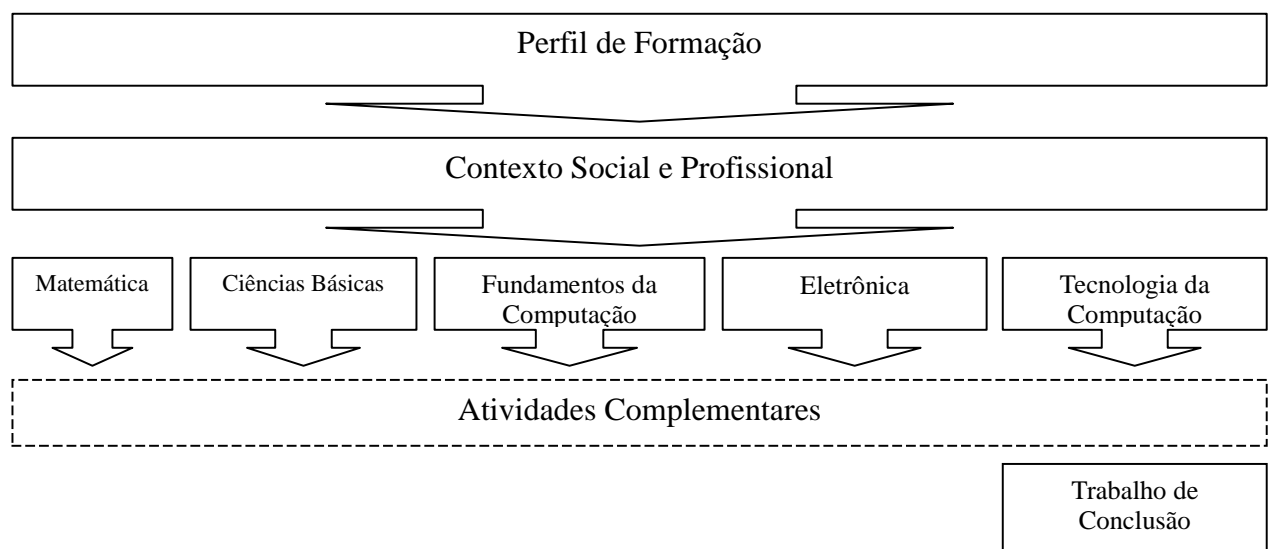 Perfil de Formação
Contexto Social e Profissional
Matemática
Ciências Básicas
Fundamentos da
Computação
Eletrônica
Tecnologia da
Computação
Atividades Complementares
Trabalho de
Conclusão